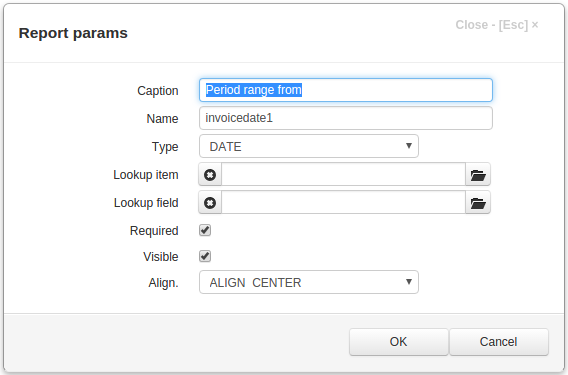 Report params
Close - [Esc] ×
Caption Period range from
Name invoicedate1
Type DATE
Lookup item
Lookup field
Required
Visible
Align. ALIGN CENTER
OK Cancel